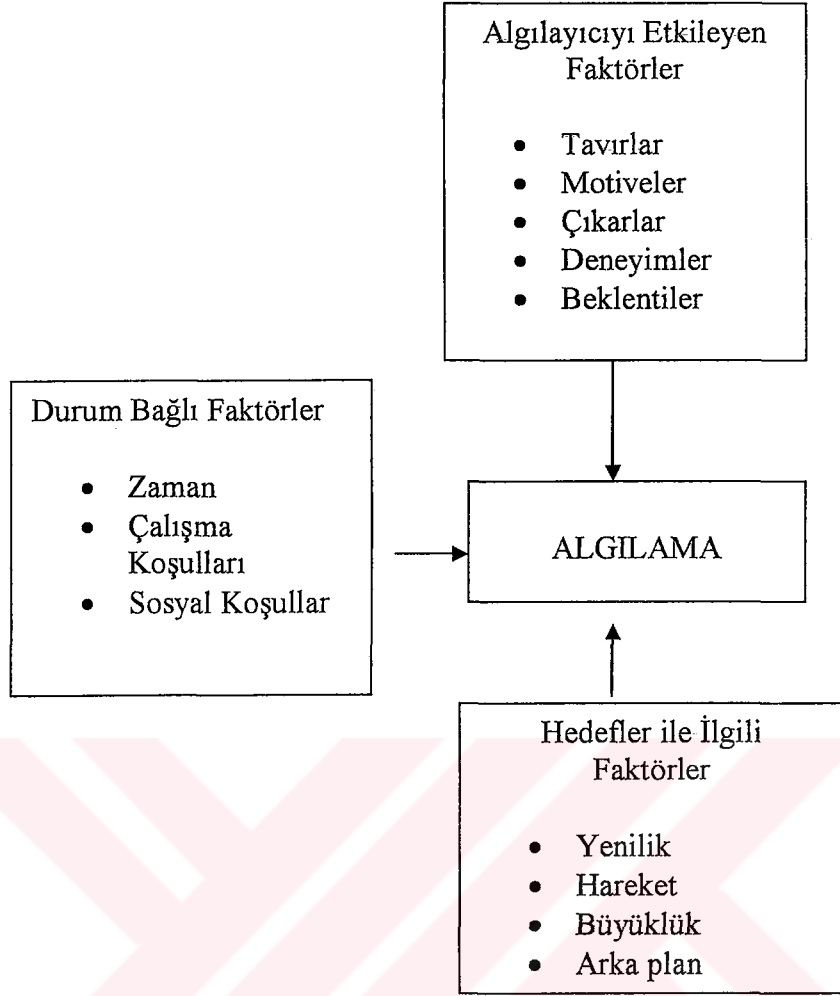 Algılayıcıyı Etkileyen
Faktörler
• Tavırlar
• Motiveler
• Çıkarlar
• Deneyimler
• Beklentiler
Durum Bağlı Faktörler
• Zaman
• Çalışma
Koşulları
• Sosyal Koşullar
ALGILAMA
Hedefler ile İlgili
Faktörler
• Yenilik
• Hareket
• Büyüklük
• Arka plan